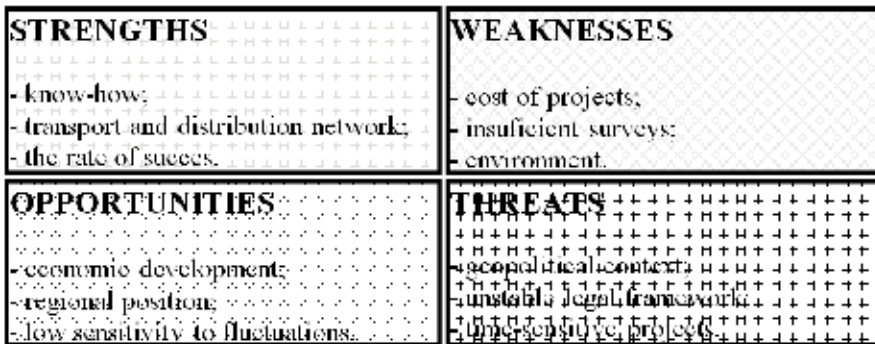 STRENGTHS
- know-how;
- transport and distribution network;
- the rate of succes.
WEAKNESSES
- cost of projects;
- insuficient surveys;
- environment.
OPPORTUNITIES
- economic development;
- regional position;
- low sensitivity to fluctuations.
THREATS
- geopolitical context;
- unstable legal framework;
- time-sensitive projects.